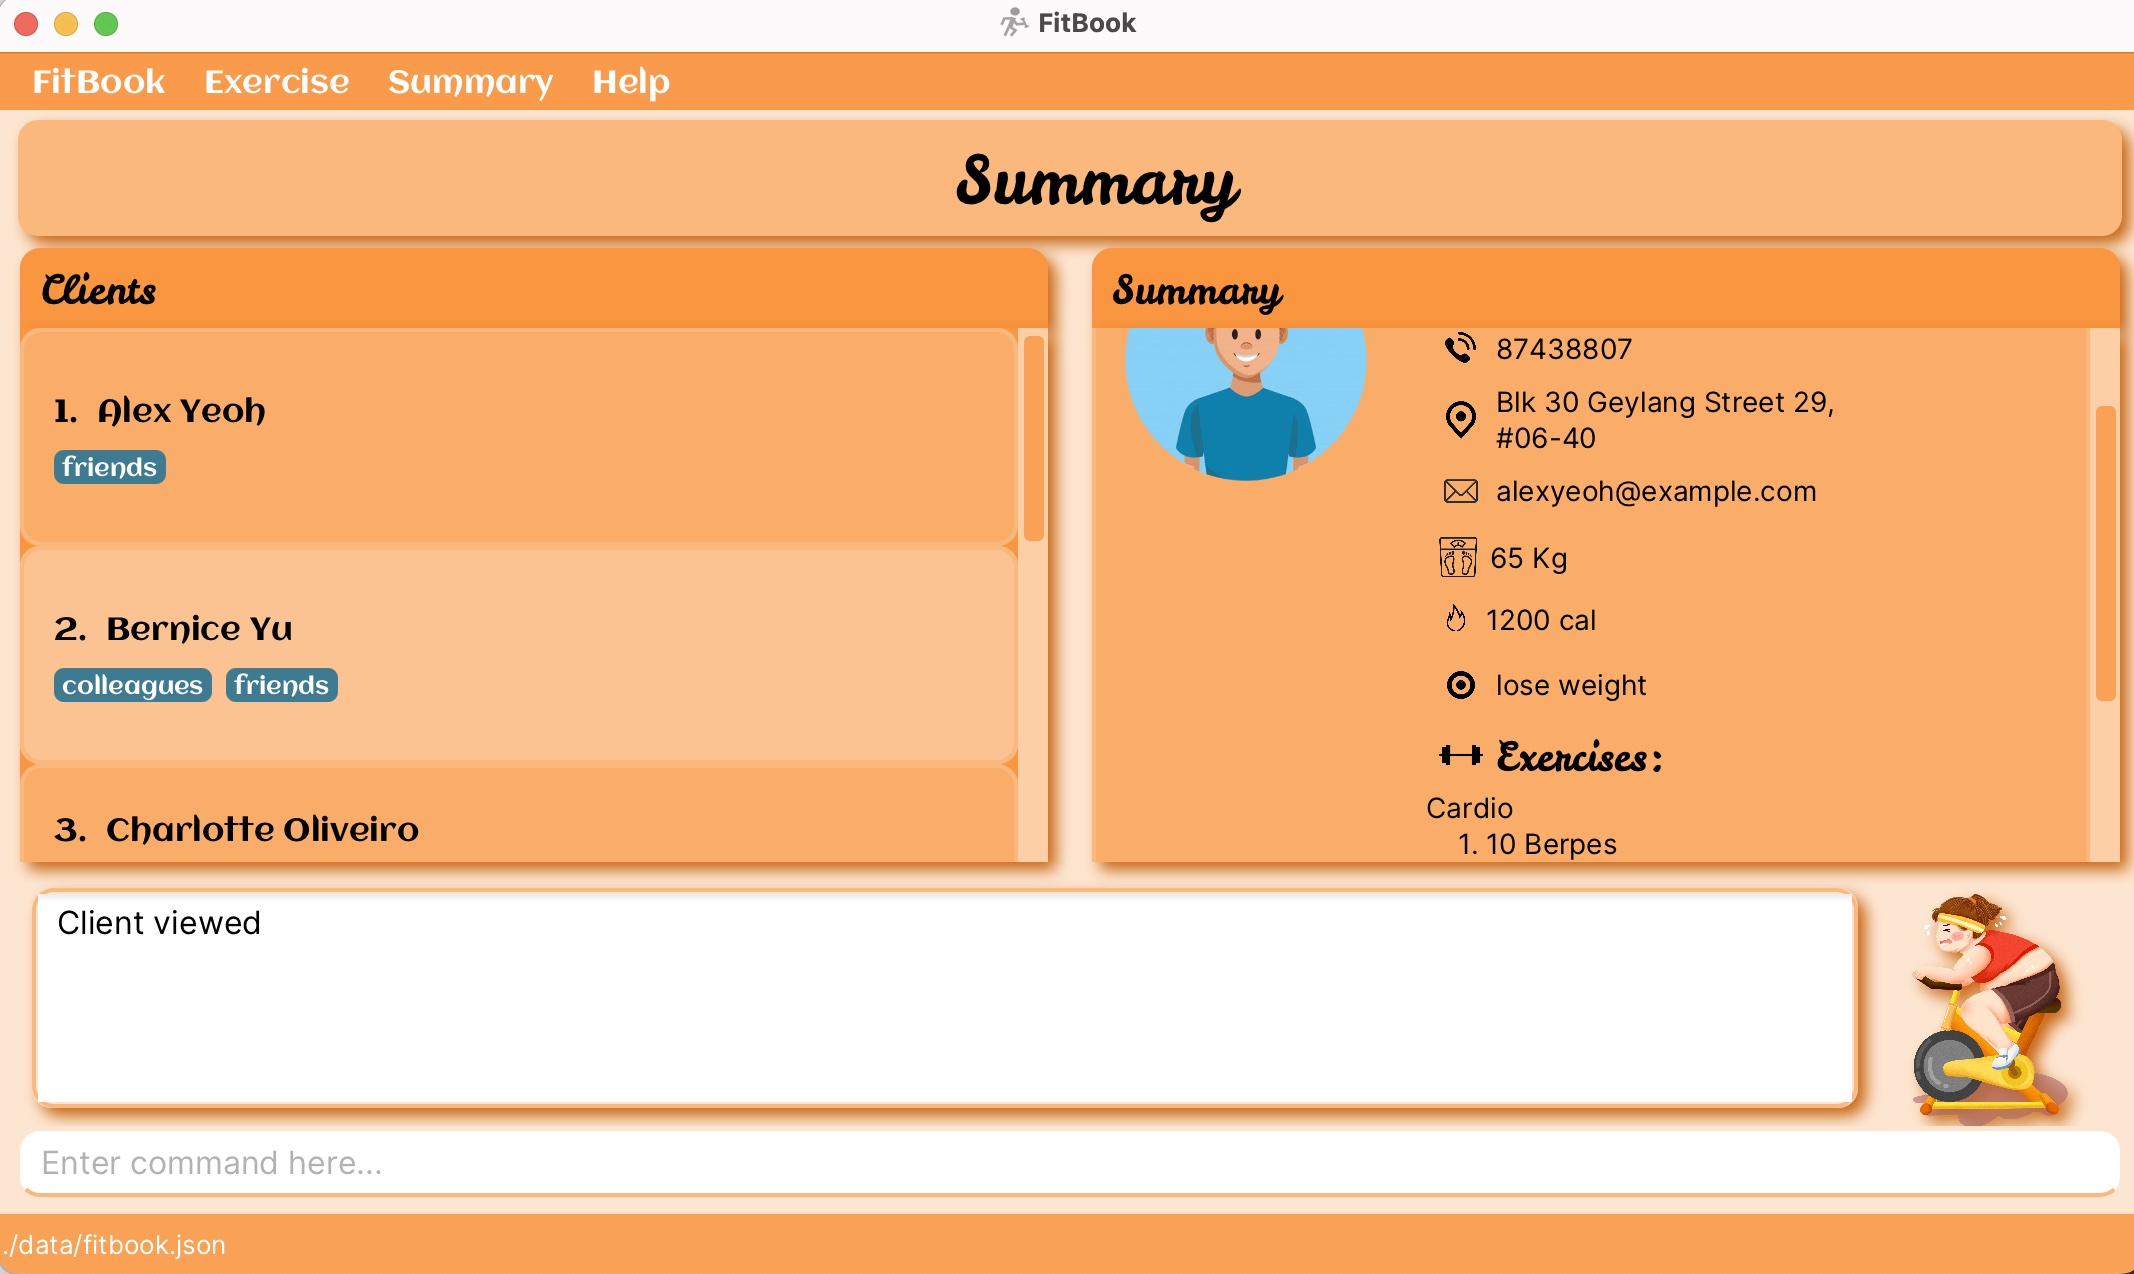 FitBook
FitBook Exercise Summary Help
Summary
Clients
1. Alex Yeoh
friends
2. Bernice Yu
colleagues friends
3. Charlotte Oliveiro
Summary
87438807
Blk 30 Geylang Street 29,
#06-40
alexyeoh@example.com
65 Kg
1200 cal
lose weight
Exercises:
Cardio
1. 10 Berpes
Client viewed
Enter command here...
./data/fitbook.json